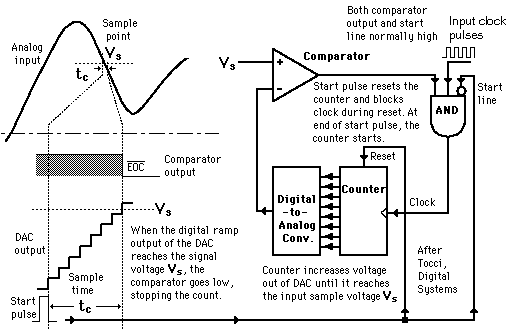 Analog
input
Sample
point
Vs
tc
Comparator
output
EOC
Vs
DAC
output
When the digital ramp
output of the DAC
reaches the signal
voltage Vs, the
comparator goes low,
stopping the count.
Sample
time
Start
pulse
tc
Both comparator
output and start
line normally high
Input clock
pulses
Comparator
Vs
+
-
Start pulse resets the
counter and blocks
clock during reset. At
end of start pulse, the
counter starts.
Start
line
AND
Reset
Digital
-to-
Analog
Conv.
Counter
Clock
Counter increases voltage
out of DAC until it reaches
the input sample voltage Vs
After
Tocci,
Digital
Systems